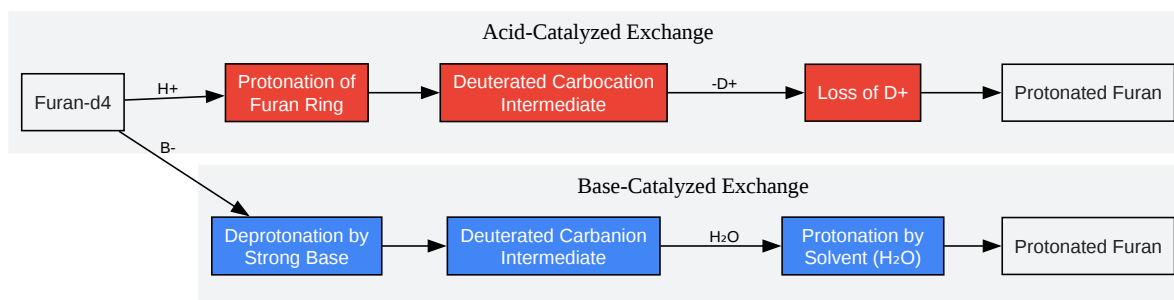 Acid-Catalyzed Exchange
Furan-d4
H+
Protonation of
Furan Ring
Deuterated Carbocation
Intermediate
-D+
Loss of D+
Protonated Furan
B-
Base-Catalyzed Exchange
Deprotonation by
Strong Base
Deuterated Carbanion
Intermediate
H₂O
Protonation by
Solvent (H₂O)
Protonated Furan